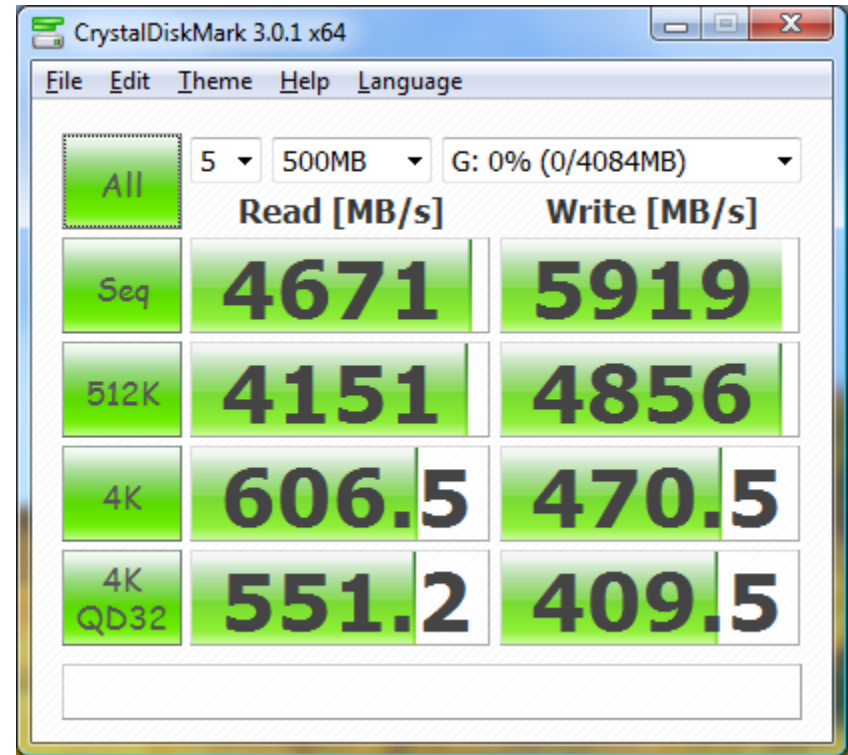 CrystalDiskMark 3.0.1 x64
File Edit Theme Help Language
All 5 500MB G: 0% (0/4084MB)
Read [MB/s] Write [MB/s]
Seq 4671 5919
512K 4151 4856
4K 606.5 470.5
4K QD32 551.2 409.5